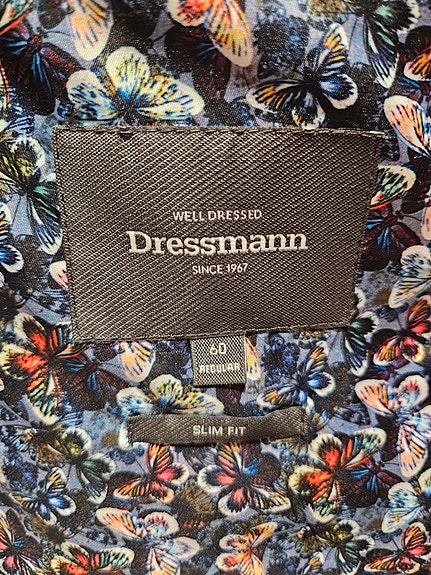 WELL DRESSED
Dressmann
SINCE 1967
60
REGULAR
SLIM FIT